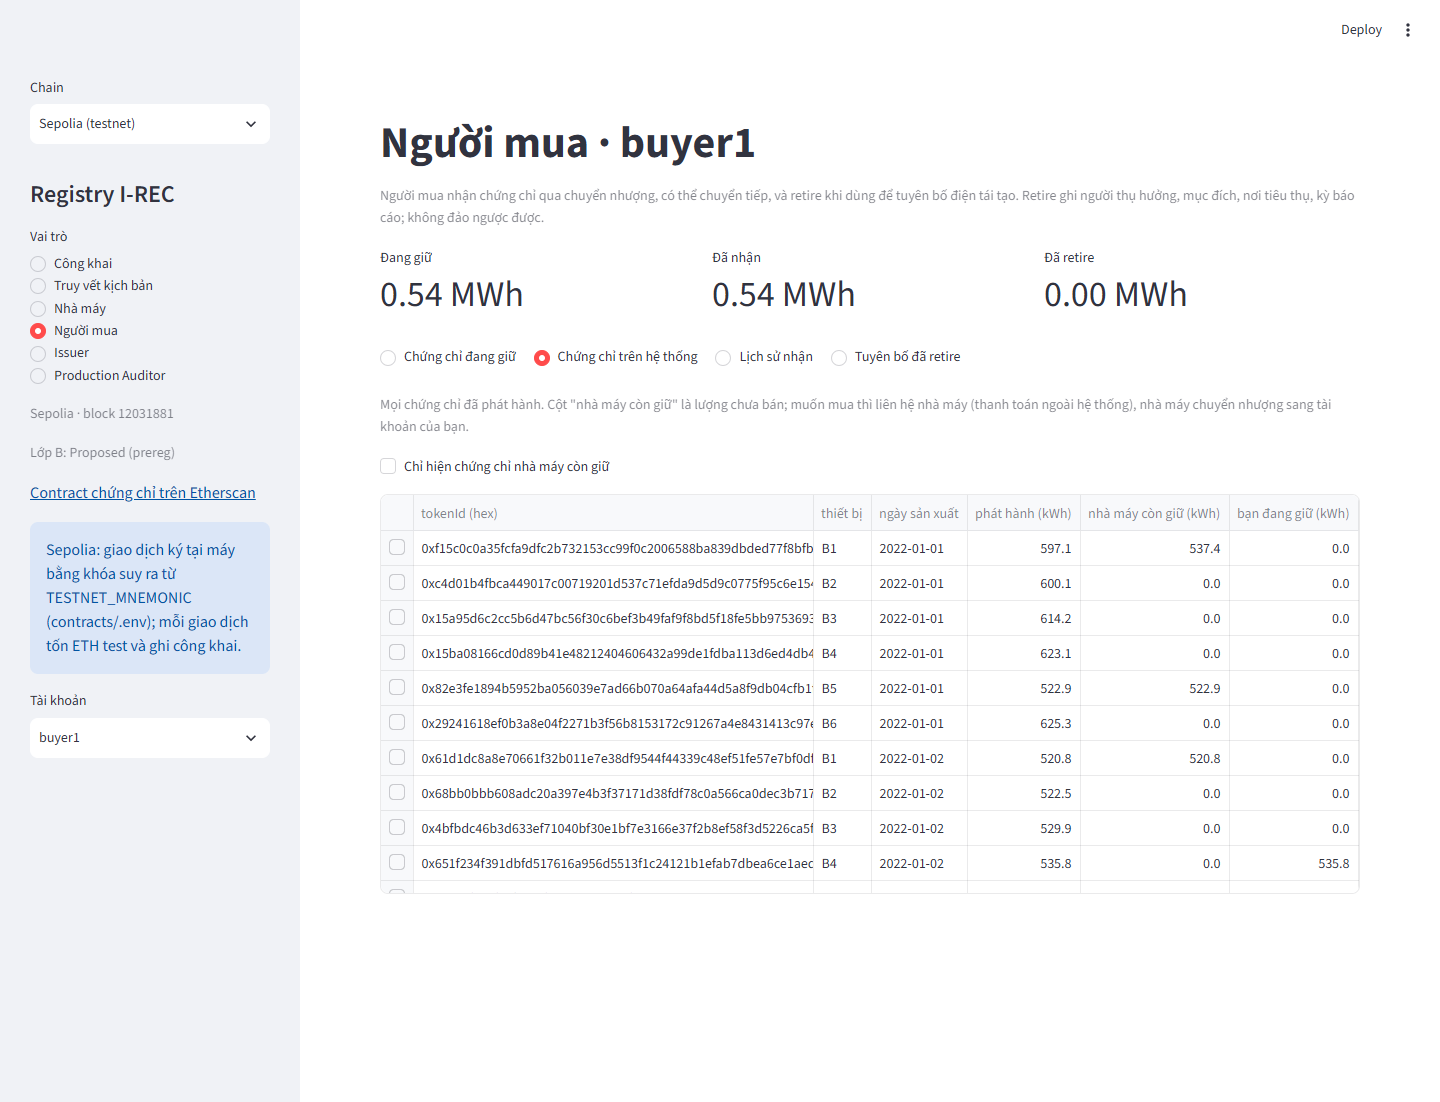 Deploy
Chain
Sepolia (testnet)
Registry I-REC
Vai trò
Công khai
Truy vết kịch bản
Nhà máy
Người mua
Issuer
Production Auditor
Sepolia · block 12031881
Lớp B: Proposed (prereg)
Contract chứng chỉ trên Etherscan
Sepolia: giao dịch ký tại máy
bằng khóa suy ra từ
TESTNET_MNEMONIC
(contracts/.env); mỗi giao dịch
tốn ETH test và ghi công khai.
Tài khoản
buyer1
Người mua · buyer1
Người mua nhận chứng chỉ qua chuyển nhượng, có thể chuyển tiếp, và retire khi dùng để tuyên bố điện tái tạo. Retire ghi người thụ hưởng, mục đích, nơi tiêu thụ, kỳ báo
cáo; không đảo ngược được.
Đang giữ Đã nhận Đã retire
0.54 MWh 0.54 MWh 0.00 MWh
Chứng chỉ đang giữ Chứng chỉ trên hệ thống Lịch sử nhận Tuyên bố đã retire
Mọi chứng chỉ đã phát hành. Cột "nhà máy còn giữ" là lượng chưa bán; muốn mua thì liên hệ nhà máy (thanh toán ngoài hệ thống), nhà máy chuyển nhượng sang tài
khoản của bạn.
Chỉ hiện chứng chỉ nhà máy còn giữ
tokenId (hex) thiết bị ngày sản xuất phát hành (kWh) nhà máy còn giữ (kWh) bạn đang giữ (kWh)
0xf15c0c0a35fcfa9dfc2b732153cc99f0c2006588ba839dbded77f8bfb B1 2022-01-01 597.1 537.4 0.0
0xc4d01b4fbca449017c00719201d537c71efda9d5d9c0775f95c6e154 B2 2022-01-01 600.1 0.0 0.0
0x15a95d6c2cc5b6d47bc56f30c6bef3b49faf9f8bd5f18fe5bb9753693 B3 2022-01-01 614.2 0.0 0.0
0x15ba08166cd0d89b41e48212404606432a99de1fdba113d6ed4db4 B4 2022-01-01 623.1 0.0 0.0
0x82e3fe1894b5952ba056039e7ad66b070a64afa44d5a8f9db04cfb1 B5 2022-01-01 522.9 522.9 0.0
0x29241618ef0b3a8e04f2271b3f56b8153172c91267a4e8431413c97e B6 2022-01-01 625.3 0.0 0.0
0x61d1dc8a8e70661f32b011e7e38df9544f44339c48ef51fe57e7bf0df B1 2022-01-02 520.8 520.8 0.0
0x68bb0bbb608adc20a397e4b3f37171d38fdf78c0a566ca0dec3b717 B2 2022-01-02 522.5 0.0 0.0
0x4bfbdc46b3d633ef71040bf30e1bf7e3166e37f2b8ef58f3d5226ca5f B3 2022-01-02 529.9 0.0 0.0
0x651f234f391dbfd517616a956d5513f1c24121b1efab7dbea6ce1aec B4 2022-01-02 535.8 0.0 535.8